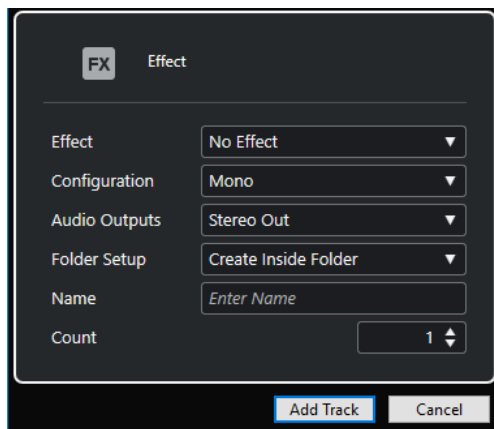 FX Effect
Effect No Effect
Configuration Mono
Audio Outputs Stereo Out
Folder Setup Create Inside Folder
Name Enter Name
Count 1
Add Track Cancel